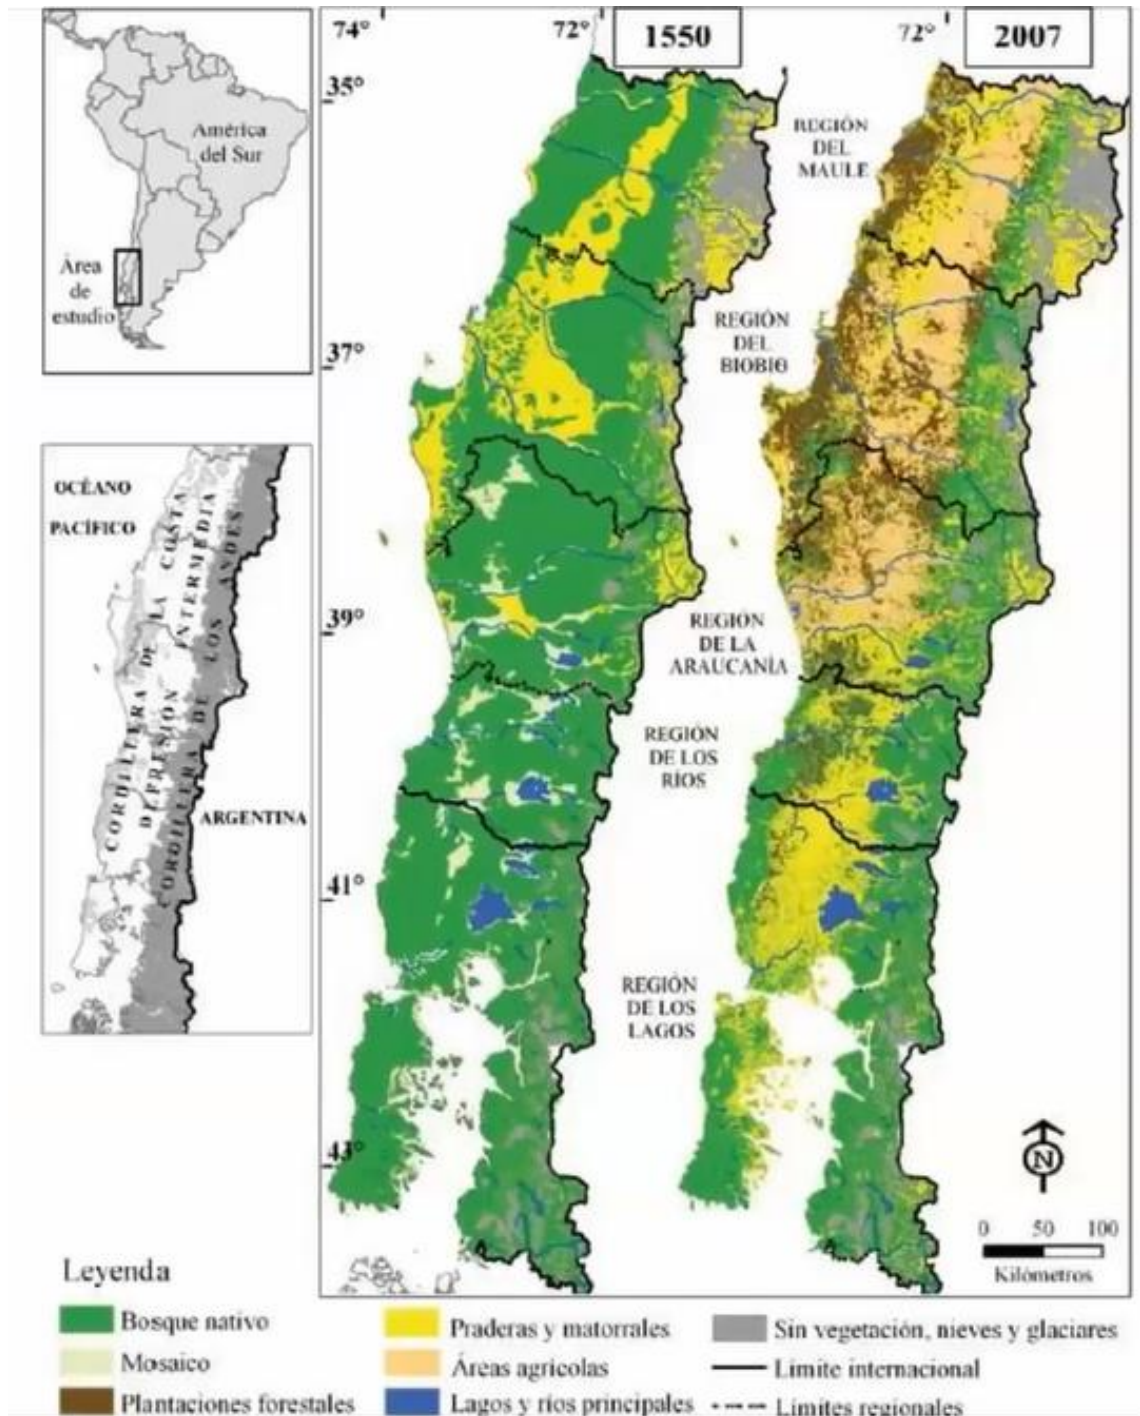 América
del Sur
Área
de
estudio
OCÉANO
PACÍFICO
CORDILLERA DE LA COSTA
DEPRESIÓN INTERMEDIA
CORDILLERA DE LOS ANDES
ARGENTINA
74°
72°
1550
72°
2007
35°
37°
39°
41°
43°
REGIÓN
DEL
MAULE
REGIÓN
DEL
BIOBIO
REGIÓN
DE LA
ARAUCANÍA
REGIÓN
DE LOS
RÍOS
REGIÓN
DE LOS
LAGOS
N
0 50 100
Kilómetros
Leyenda
Bosque nativo
Mosaico
Plantaciones forestales
Praderas y matorrales
Áreas agrícolas
Lagos y ríos principales
Sin vegetación, nieves y glaciares
Límite internacional
Límites regionales